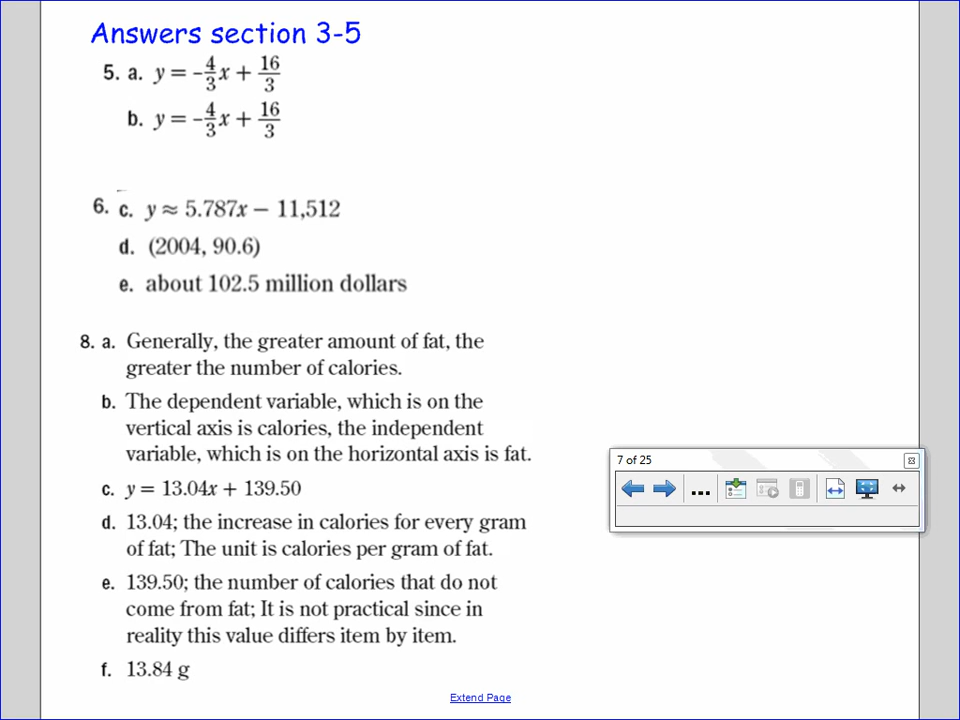 Answers section 3-5
5. a. y = -4/3x + 16/3
b. y = -4/3x + 16/3
6. c. y ≈ 5.787x − 11,512
d. (2004, 90.6)
e. about 102.5 million dollars
8. a. Generally, the greater amount of fat, the
greater the number of calories.
b. The dependent variable, which is on the
vertical axis is calories, the independent
variable, which is on the horizontal axis is fat.
c. y = 13.04x + 139.50
d. 13.04; the increase in calories for every gram
of fat; The unit is calories per gram of fat.
e. 139.50; the number of calories that do not
come from fat; It is not practical since in
reality this value differs item by item.
f. 13.84 g
7 of 25
...
Extend Page